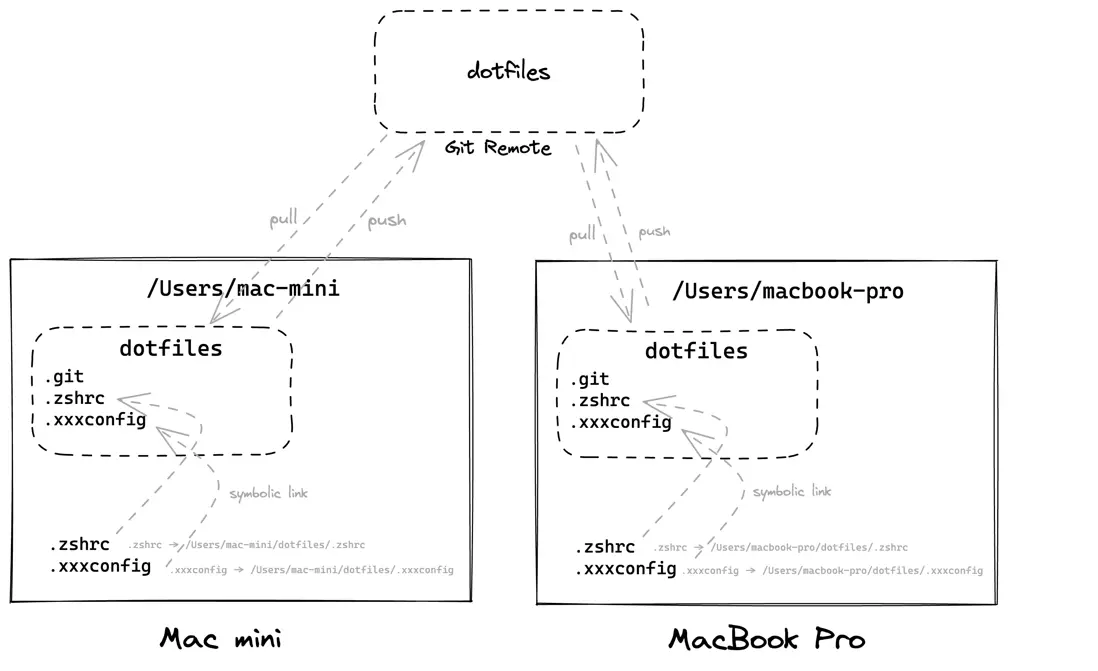 dotfiles
Git Remote
pull
push
pull
push
/Users/mac-mini
dotfiles
.git
.zshrc
.xxxconfig
symbolic link
.zshrc .zshrc → /Users/mac-mini/dotfiles/.zshrc
.xxxconfig .xxxconfig → /Users/mac-mini/dotfiles/.xxxconfig
Mac mini
/Users/macbook-pro
dotfiles
.git
.zshrc
.xxxconfig
symbolic link
.zshrc .zshrc → /Users/macbook-pro/dotfiles/.zshrc
.xxxconfig .xxxconfig → /Users/macbook-pro/dotfiles/.xxxconfig
MacBook Pro